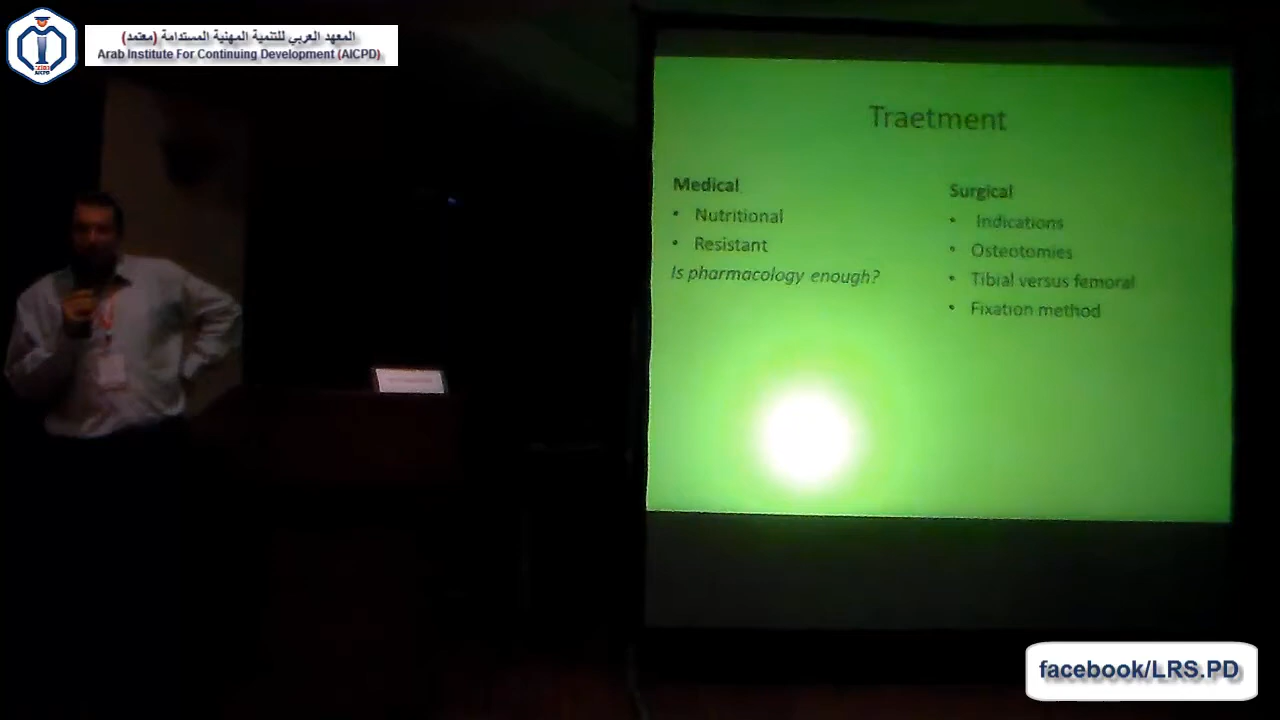 المعهد العربي للتنمية المهنية المستدامة (معتمد)
Arab Institute For Continuing Development (AICPD)
AICPD
Traetment
Medical
• Nutritional
• Resistant
Is pharmacology enough?
Surgical
• Indications
• Osteotomies
• Tibial versus femoral
• Fixation method
facebook/LRS.PD